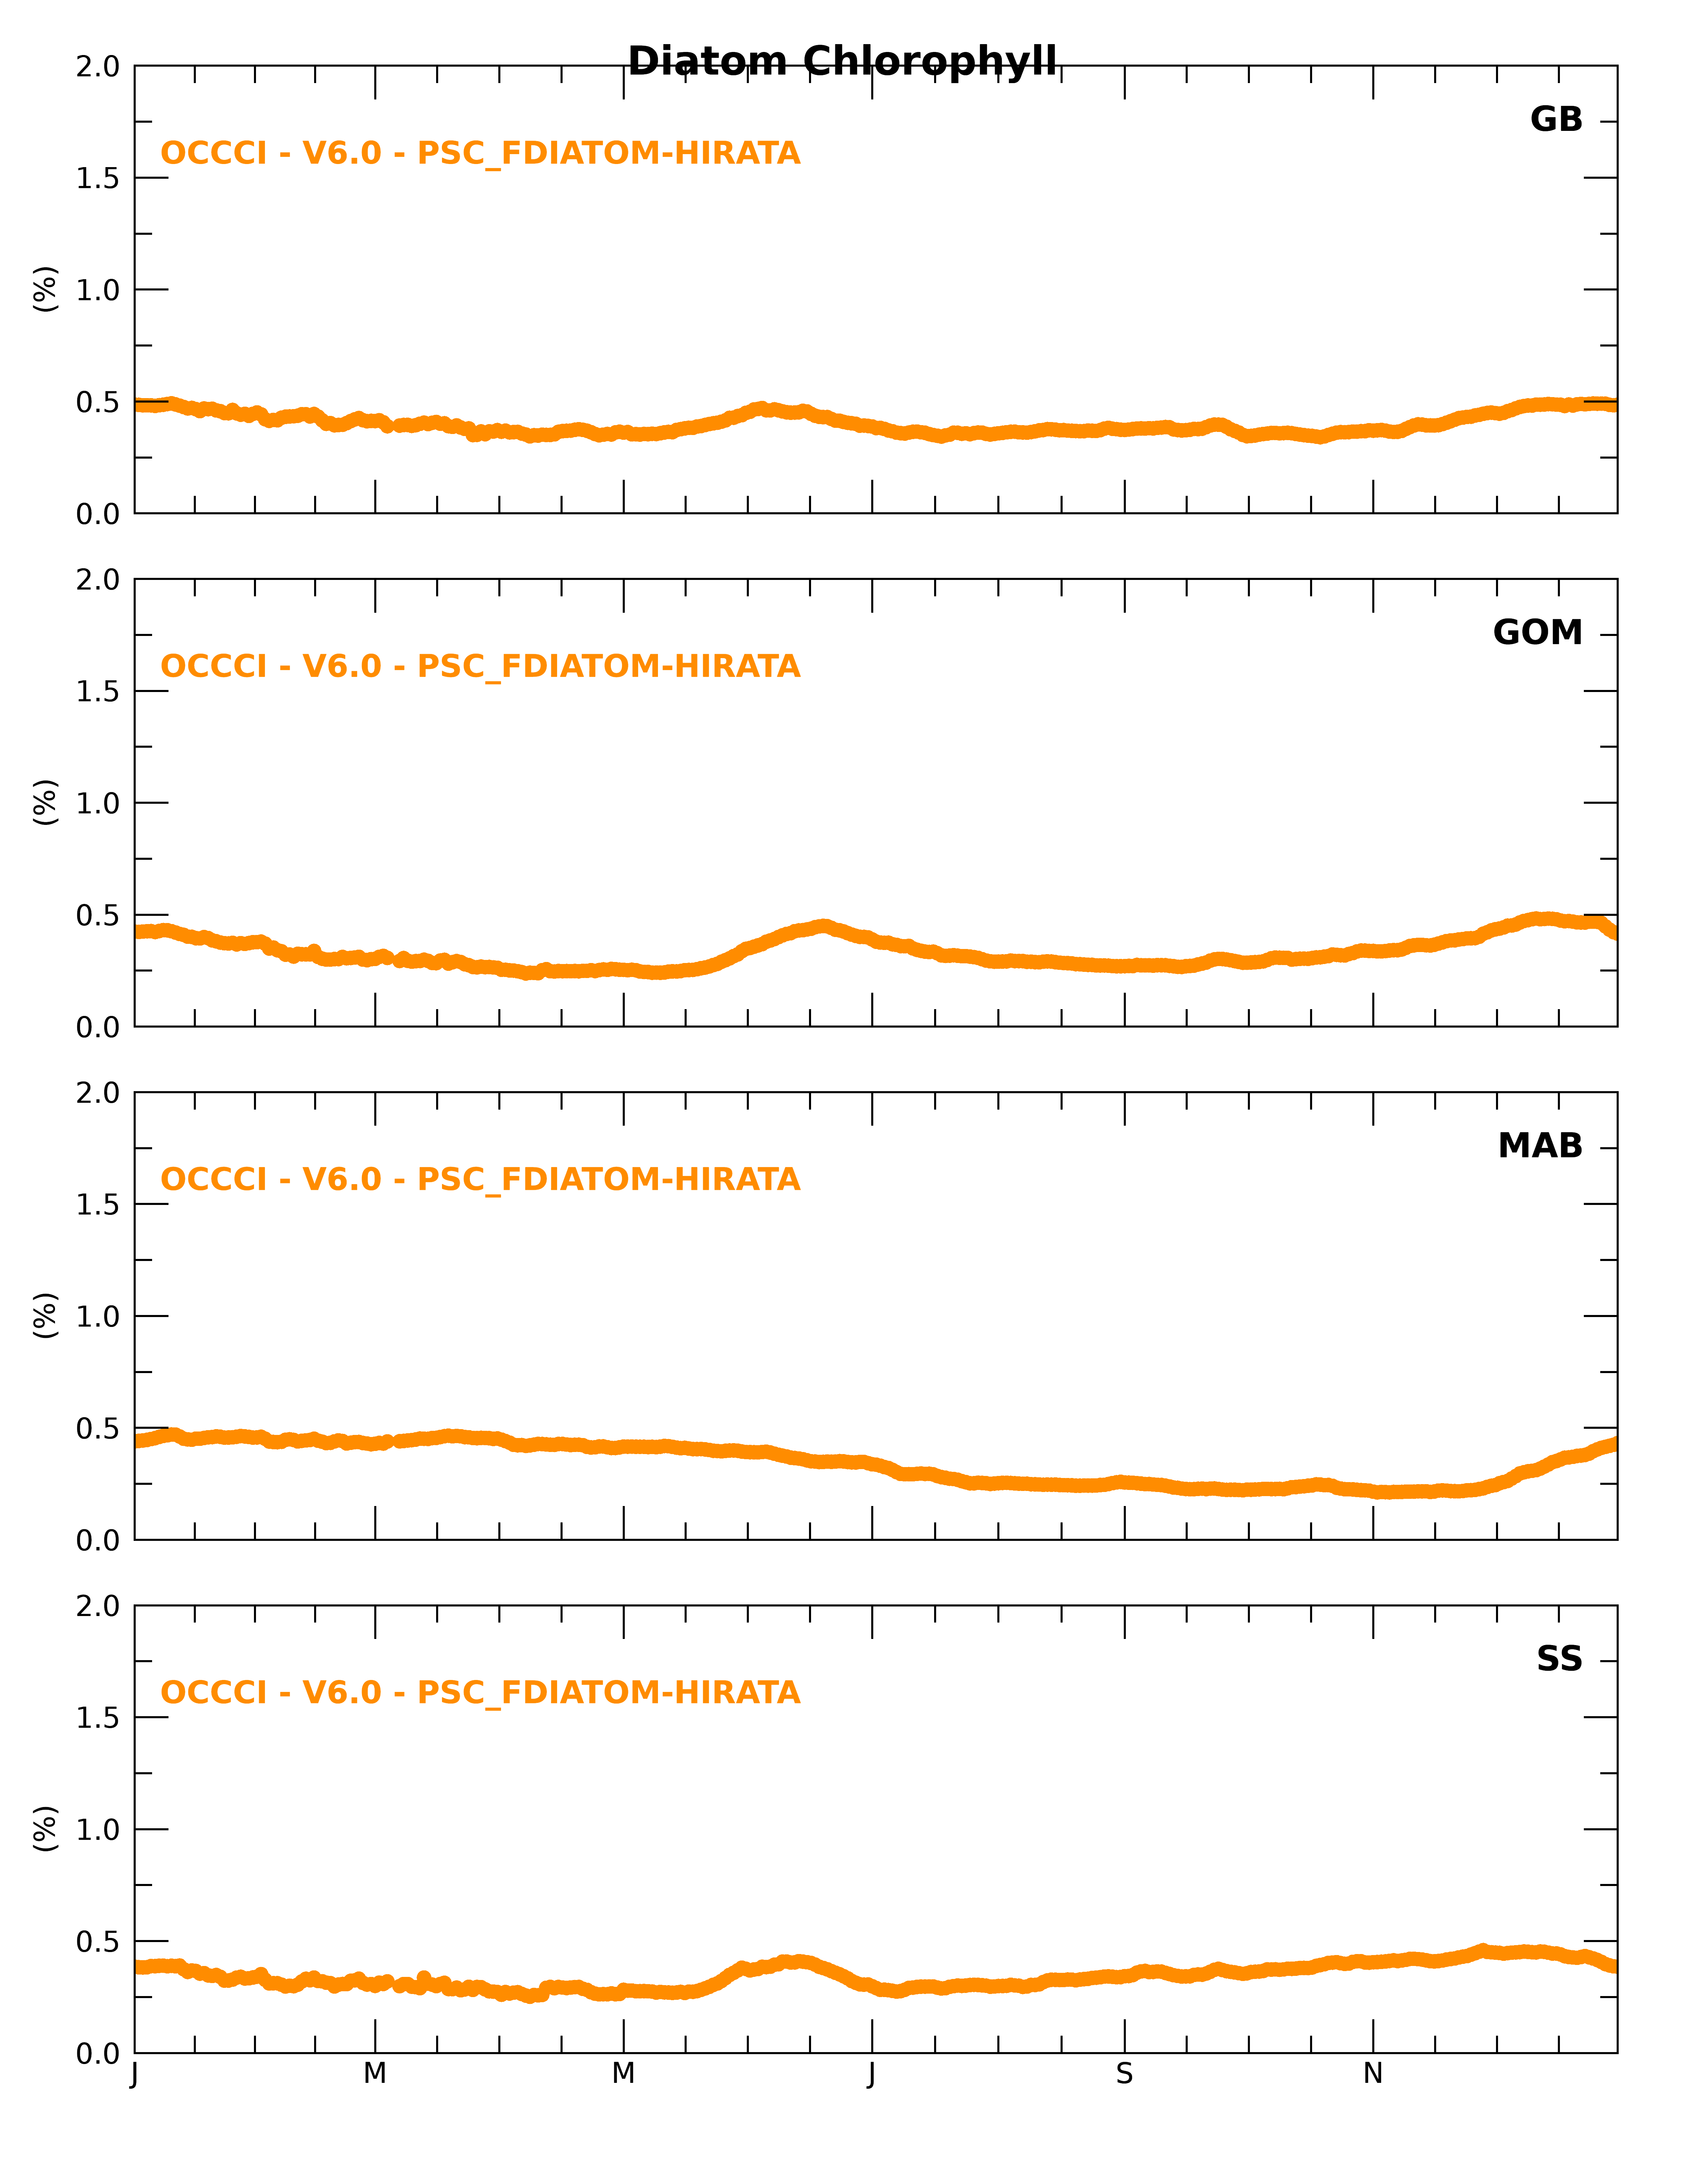 Diatom Chlorophyll
2.0
GB
OCCCI - V6.0 - PSC_FDIATOM-HIRATA
1.5
(%)
1.0
0.5
0.0
2.0
GOM
OCCCI - V6.0 - PSC_FDIATOM-HIRATA
1.5
(%)
1.0
0.5
0.0
2.0
MAB
OCCCI - V6.0 - PSC_FDIATOM-HIRATA
1.5
(%)
1.0
0.5
0.0
2.0
SS
OCCCI - V6.0 - PSC_FDIATOM-HIRATA
1.5
(%)
1.0
0.5
0.0
J M M J S N